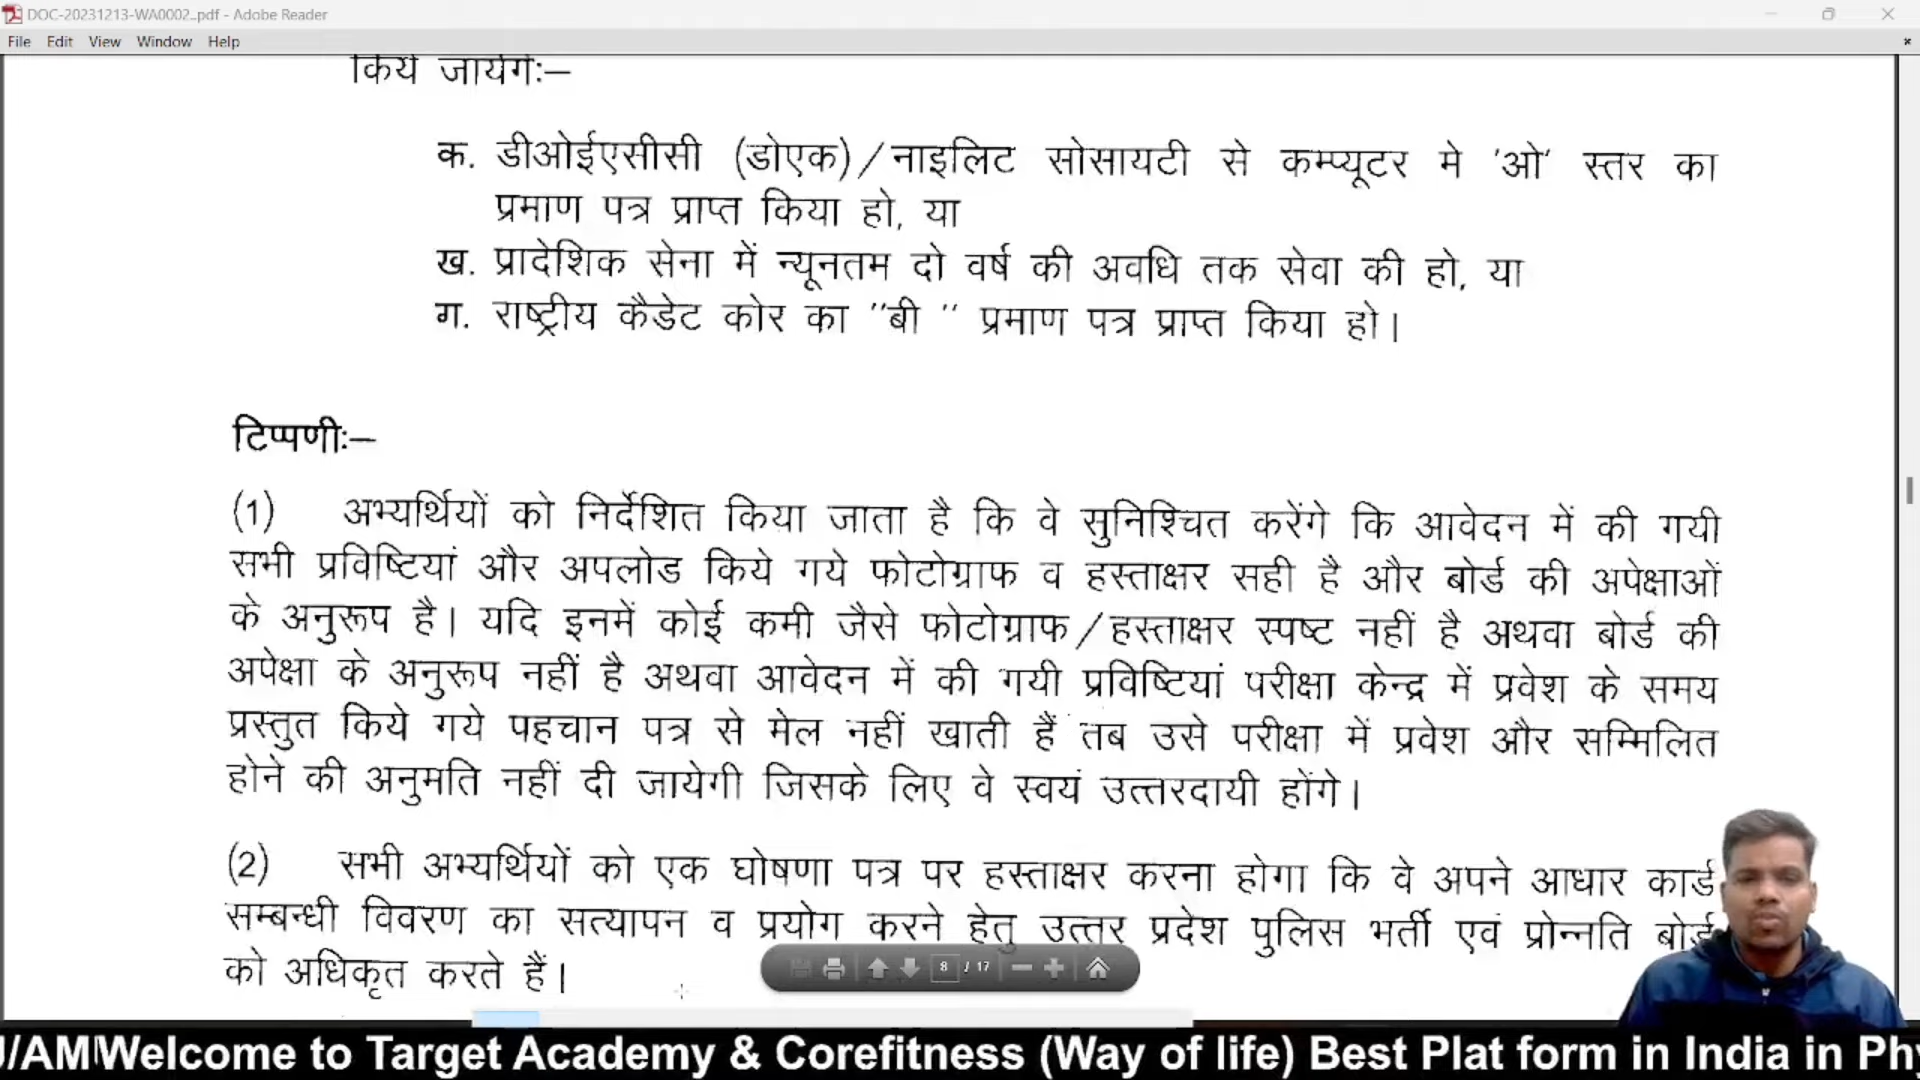 DOC-20231213-WA0002_.pdf - Adobe Reader
File Edit View Window Help
किये जायेंगेः–
क. डीओईएसीसी (डोएक)/नाइलिट सोसायटी से कम्प्यूटर मे 'ओ' स्तर का
प्रमाण पत्र प्राप्त किया हो, या
ख. प्रादेशिक सेना में न्यूनतम दो वर्ष की अवधि तक सेवा की हो, या
ग. राष्ट्रीय कैडेट कोर का "बी " प्रमाण पत्र प्राप्त किया हो।
टिप्पणीः–
(1) अभ्यर्थियों को निर्देशित किया जाता है कि वे सुनिश्चित करेंगे कि आवेदन में की गयी
सभी प्रविष्टियां और अपलोड किये गये फोटोग्राफ व हस्ताक्षर सही है और बोर्ड की अपेक्षाओं
के अनुरूप है। यदि इनमें कोई कमी जैसे फोटोग्राफ/हस्ताक्षर स्पष्ट नहीं है अथवा बोर्ड की
अपेक्षा के अनुरूप नहीं है अथवा आवेदन में की गयी प्रविष्टियां परीक्षा केन्द्र में प्रवेश के समय
प्रस्तुत किये गये पहचान पत्र से मेल नहीं खाती हैं तब उसे परीक्षा में प्रवेश और सम्मिलित
होने की अनुमति नहीं दी जायेगी जिसके लिए वे स्वयं उत्तरदायी होंगे।
(2) सभी अभ्यर्थियों को एक घोषणा पत्र पर हस्ताक्षर करना होगा कि वे अपने आधार कार्ड
सम्बन्धी विवरण का सत्यापन व प्रयोग करने हेतु उत्तर प्रदेश पुलिस भर्ती एवं प्रोन्नति बोर्ड
को अधिकृत करते हैं।
8 / 17
/AM Welcome to Target Academy & Corefitness (Way of life) Best Plat form in India in Phy